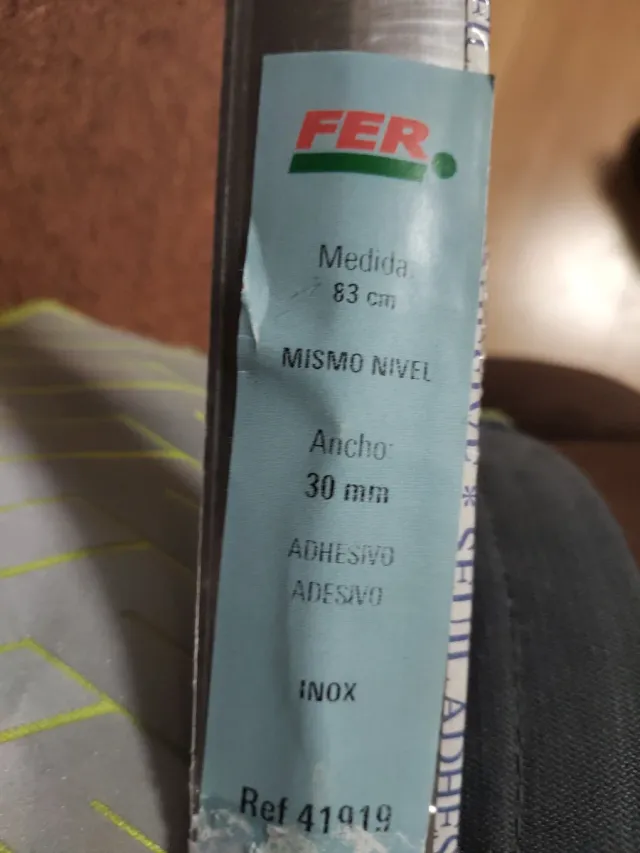 FER
Medida:
83 cm
MISMO NIVEL
Ancho:
30 mm
ADHESIVO
ADESIVO
INOX
Ref 41919